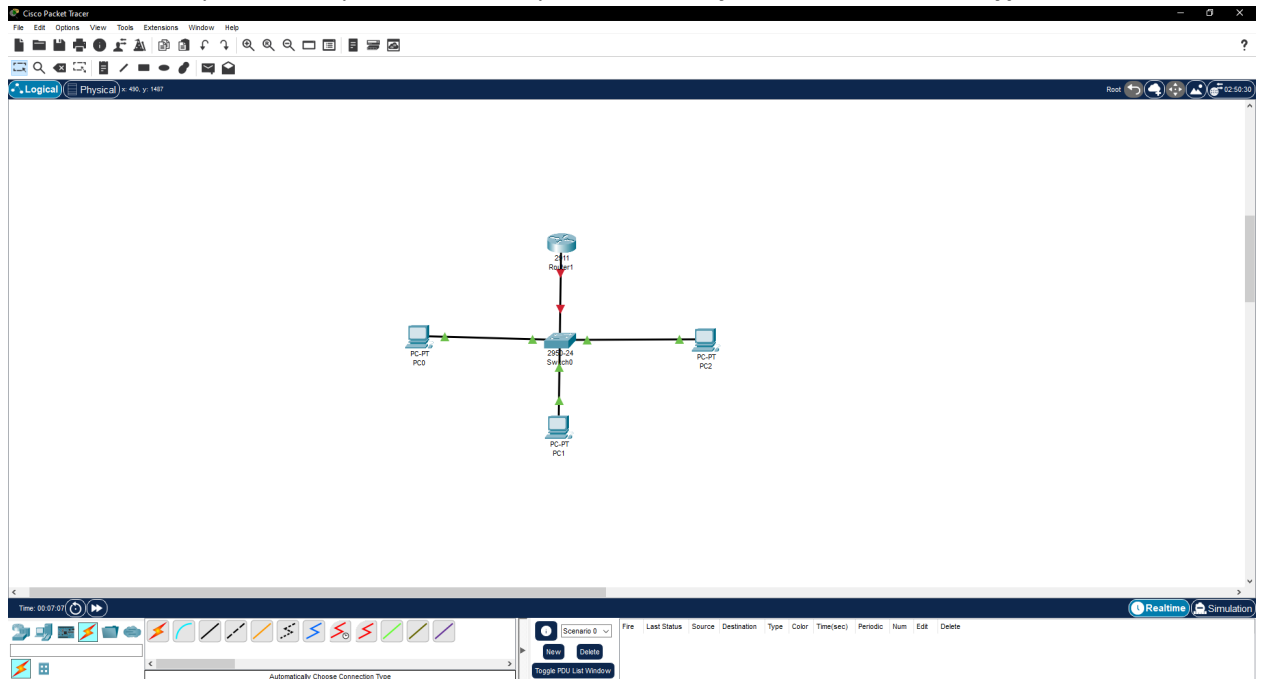 Cisco Packet Tracer
File Edit Options View Tools Extensions Window Help
?
Logical Physical x: 490, y: 1487 Root 02:50:30
2911
Router1
PC-PT
PC0
2950-24
Switch0
PC-PT
PC2
PC-PT
PC1
Time: 00:07:07 Realtime Simulation
Scenario 0 Fire Last Status Source Destination Type Color Time(sec) Periodic Num Edit Delete
New Delete
Toggle PDU List Window
Automatically Choose Connection Type